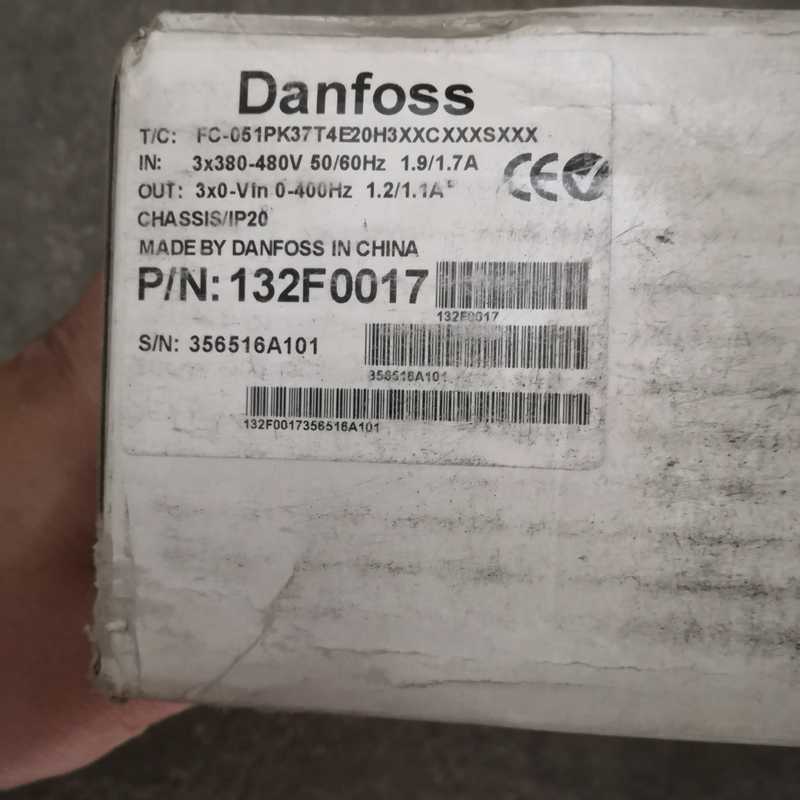 Danfoss
T/C: FC-051PK37T4E20H3XXCXXXSXXX
IN: 3x380-480V 50/60Hz 1.9/1.7A
OUT: 3x0-Vin 0-400Hz 1.2/1.1A
CHASSIS/IP20
MADE BY DANFOSS IN CHINA
P/N: 132F0017
132F0017
S/N: 356516A101
356516A101
132F0017356516A101
CE